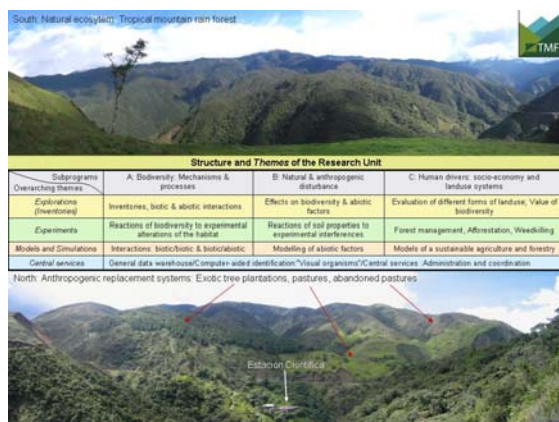 South: Natural ecosytem: Tropical mountain rain forest
TMF
Structure and Themes of the Research Unit
Subprograms
Overarching themes
A: Bodiversity: Mechanisms &
processes
B: Natural & anthropogenic
disturbance
C: Human drivers: socio-economy and
landuse systems
Explorations
(Inventories)
Inventories, biotic & abiotic interactions
Effects on biodiversity & abiotic
factors
Evaluation of different forms of landuse; Value of
biodiversity
Experiments
Reactions of biodiversity to experimental
alterations of the habitat
Reactions of soil properties to
experimental interferences
Forest management, Afforestation, Weedkilling
Models and Simulations
Interactions: biotic/biotic & biotic/abiotic
Modelling of abiotic factors
Models of a sustainable agriculture and forestry
Central services
General data warehouse/Computer-aided identification:"Visual organisms"/Central services :Administration and coordination
North: Anthropogenic replacement systems: Exotic tree plantations, pastures, abandoned pastures
Estación Científica